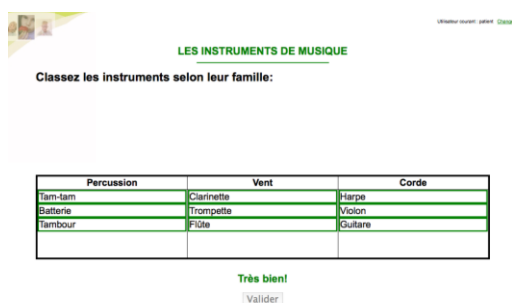 Utilisateur courant : patient Change
LES INSTRUMENTS DE MUSIQUE
Classez les instruments selon leur famille:
Percussion Vent Corde
Tam-tam Clarinette Harpe
Batterie Trompette Violon
Tambour Flûte Guitare
Très bien!
Valider